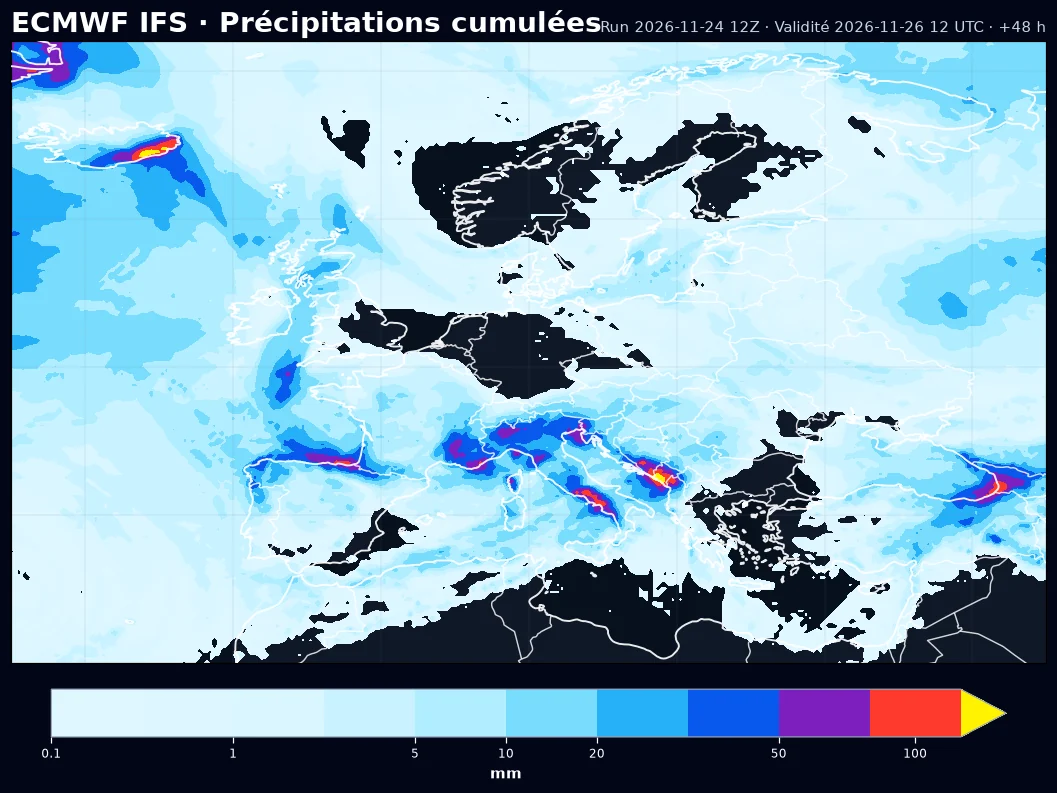 ECMWF IFS · Précipitations cumulées
Run 2026-11-24 12Z · Validité 2026-11-26 12 UTC · +48 h
0.1 1 5 10 20 50 100
mm